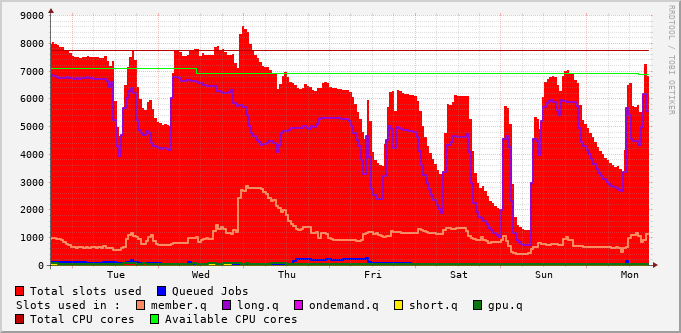 9000
8000
7000
6000
5000
4000
3000
2000
1000
0
Tue Wed Thu Fri Sat Sun Mon
RRDTOOL / TOBI OETIKER
Total slots used Queued Jobs
Slots used in : member.q long.q ondemand.q short.q gpu.q
Total CPU cores Available CPU cores